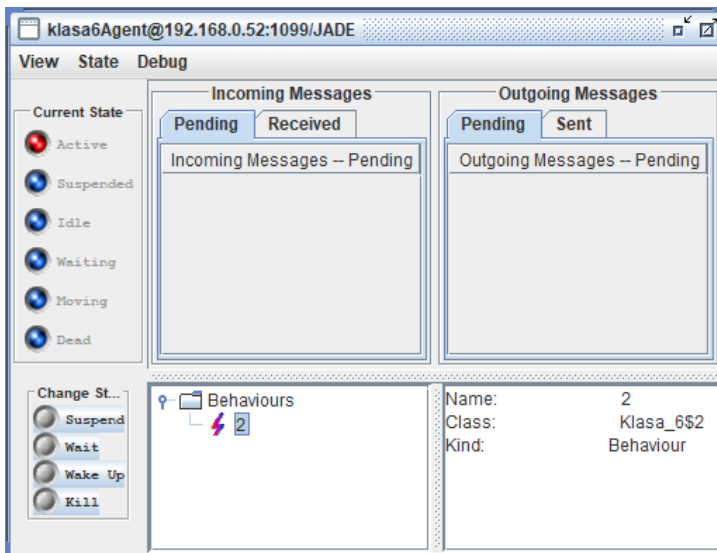 klasa6Agent@192.168.0.52:1099/JADE
View State Debug
Current State
Active
Suspended
Idle
Waiting
Moving
Dead
Incoming Messages
Pending Received
Incoming Messages -- Pending
Outgoing Messages
Pending Sent
Outgoing Messages -- Pending
Change St...
Suspend
Wait
Wake Up
Kill
Behaviours
2
Name: 2
Class: Klasa_6$2
Kind: Behaviour